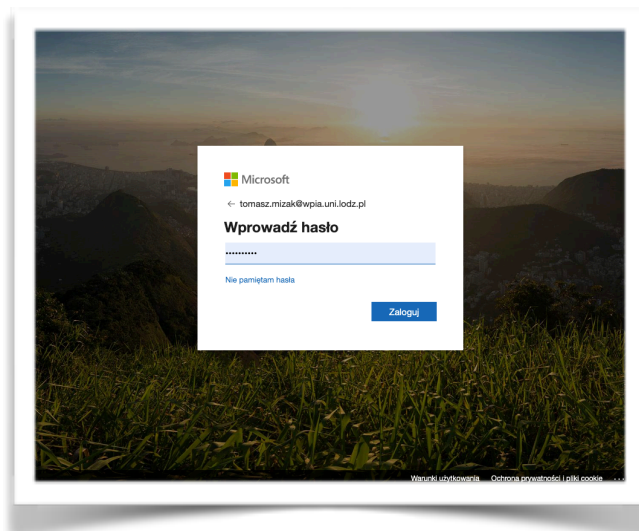 Microsoft
← tomasz.mizak@wpia.uni.lodz.pl
Wprowadź hasło
••••••••••
Nie pamiętam hasła
Zaloguj
Warunki użytkowania Ochrona prywatności i pliki cookie ...